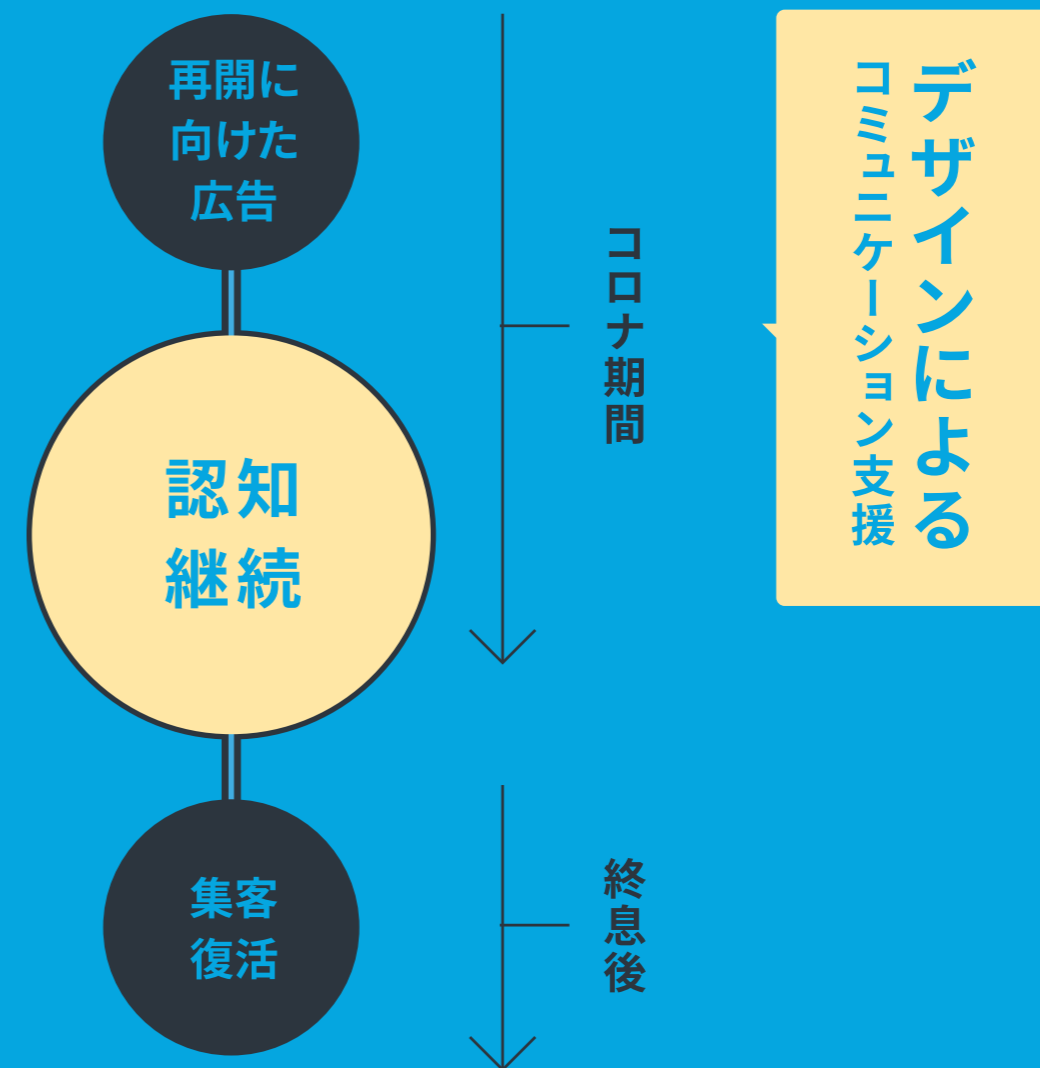 再開に
向けた
広告
認知
継続
集客
復活
コロナ期間
終息後
デザインによる
コミュニケーション支援